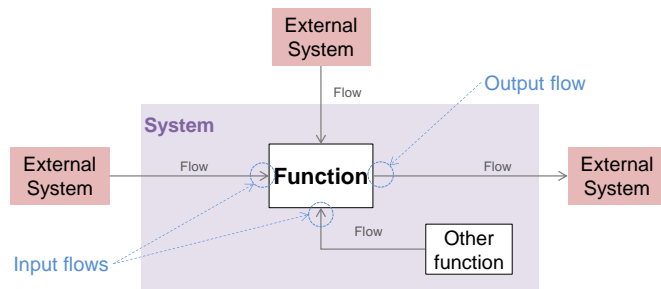 External
System
Flow
Output flow
System
External
System
Flow
Function
Flow
External
System
Flow
Other
function
Input flows